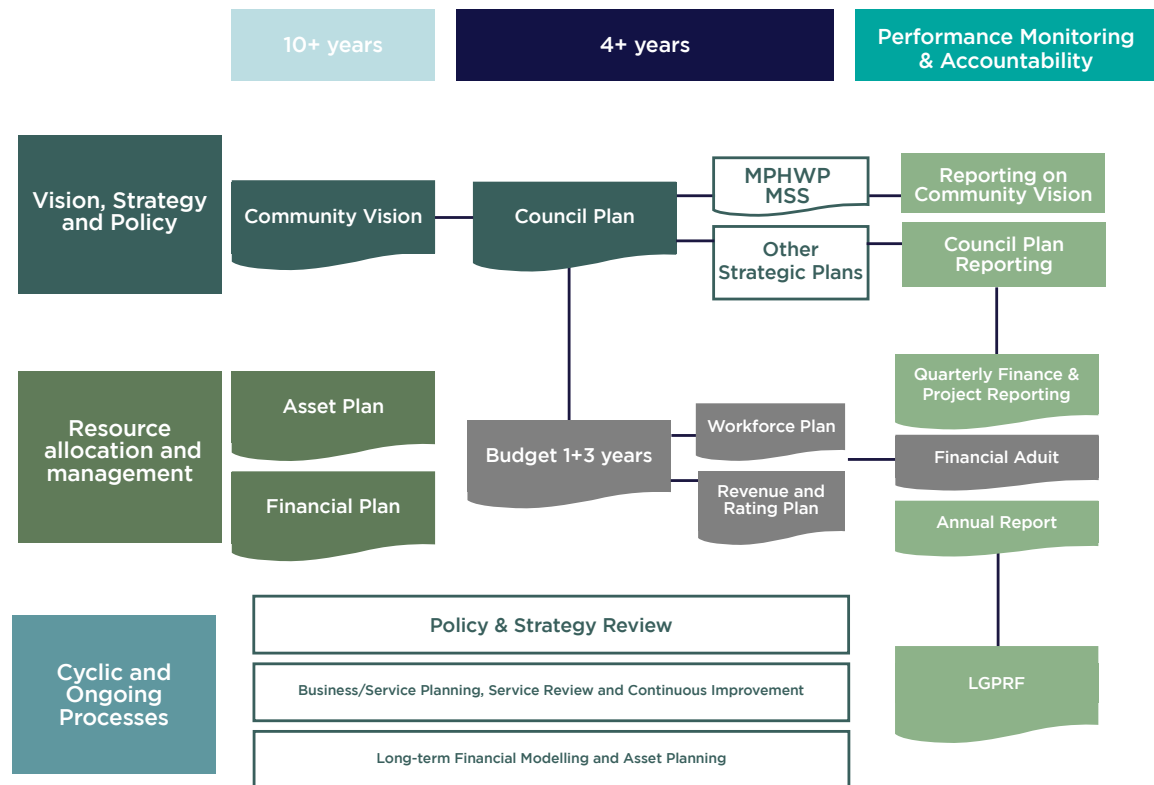 10+ years
4+ years
Performance Monitoring
& Accountability
Vision, Strategy
and Policy
Community Vision
Council Plan
MPHWP
MSS
Other
Strategic Plans
Reporting on
Community Vision
Council Plan
Reporting
Resource
allocation and
management
Asset Plan
Financial Plan
Budget 1+3 years
Workforce Plan
Revenue and
Rating Plan
Quarterly Finance &
Project Reporting
Financial Aduit
Annual Report
Cyclic and
Ongoing
Processes
Policy & Strategy Review
Business/Service Planning, Service Review and Continuous Improvement
Long-term Financial Modelling and Asset Planning
LGPRF